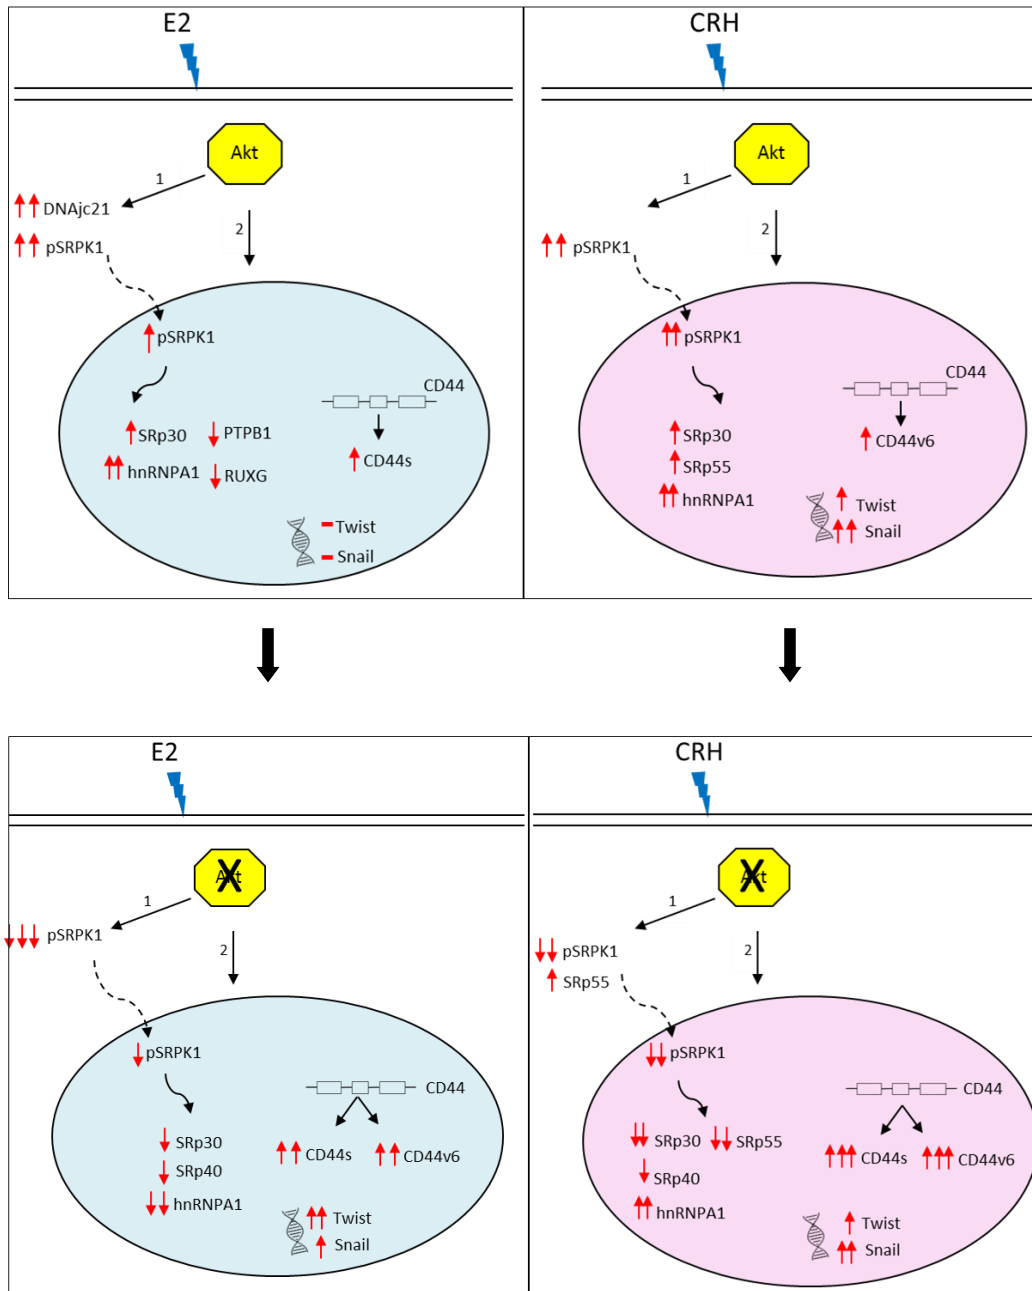 E2
Akt
1
DNAjc21
2
pSRPK1
pSRPK1
CD44
SRp30
PTPB1
CD44s
hnRNPA1
RUXG
Twist
Snail
CRH
Akt
1
2
pSRPK1
pSRPK1
CD44
SRp30
CD44v6
SRp55
hnRNPA1
Twist
Snail
E2
Akt
X
1
pSRPK1
2
pSRPK1
CD44
SRp30
CD44s
CD44v6
SRp40
hnRNPA1
Twist
Snail
CRH
Akt
X
1
pSRPK1
2
SRp55
pSRPK1
CD44
SRp30
SRp55
CD44s
CD44v6
SRp40
hnRNPA1
Twist
Snail